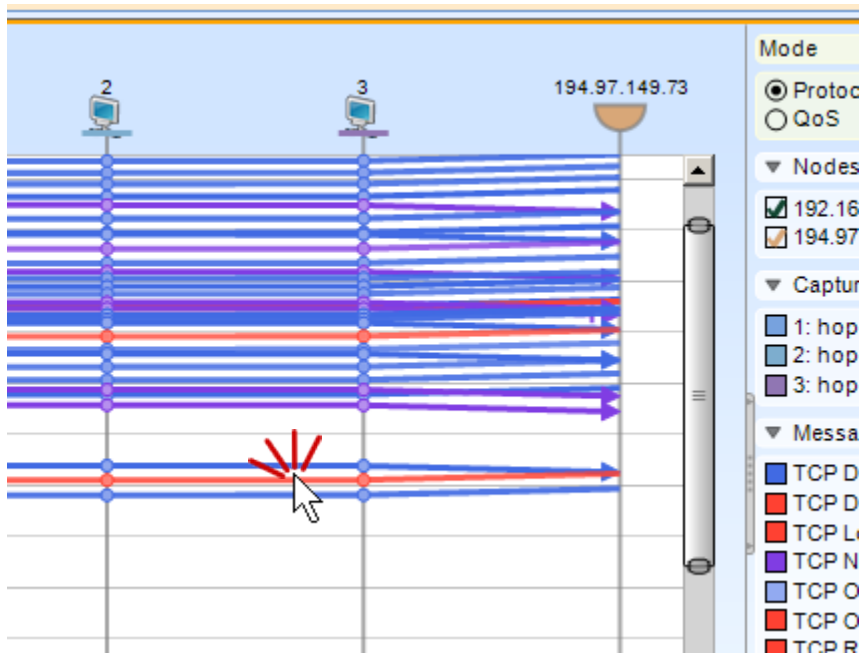 2
3
194.97.149.73
Mode
Protoc
QoS
Nodes
192.16
194.97
Captur
1: hop
2: hop
3: hop
Messa
TCP D
TCP D
TCP L
TCP N
TCP O
TCP O
TCP R